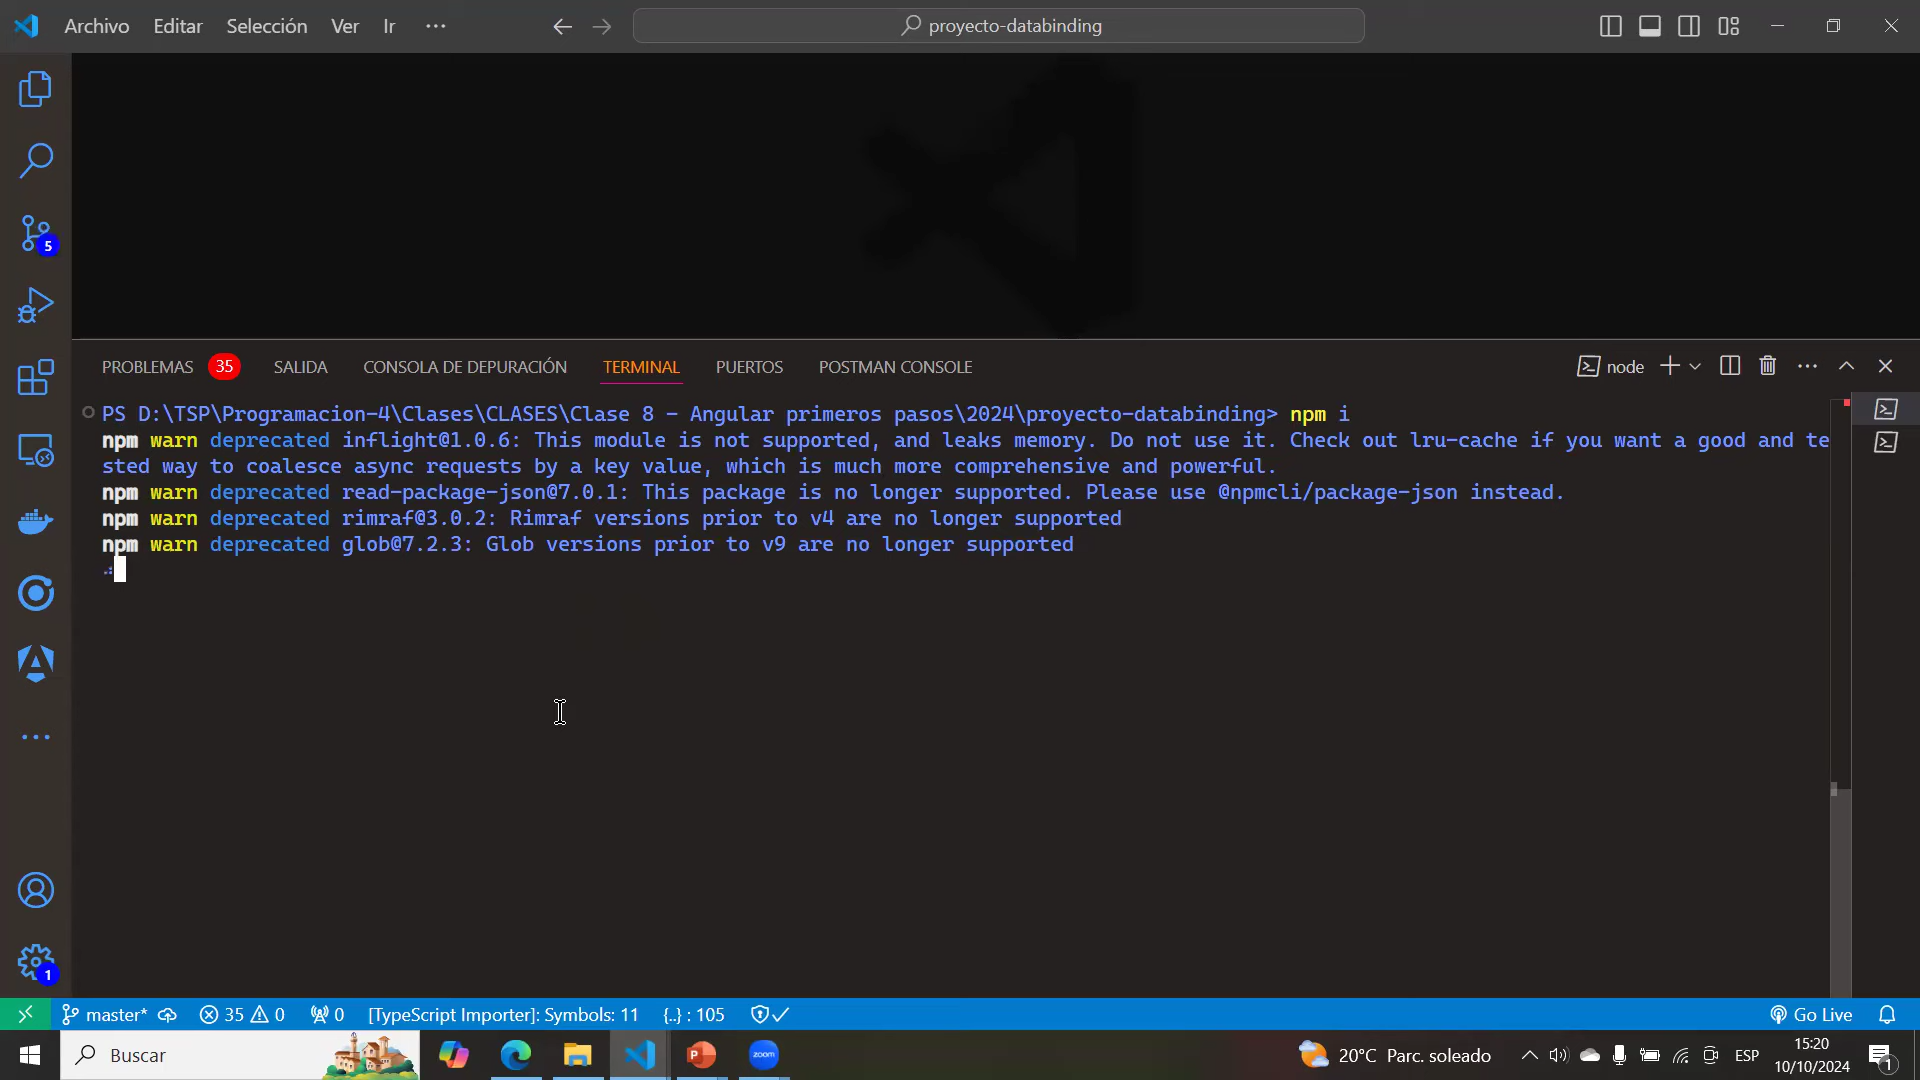 Archivo Editar Selección Ver Ir ··· proyecto-databinding
5
PROBLEMAS 35 SALIDA CONSOLA DE DEPURACIÓN TERMINAL PUERTOS POSTMAN CONSOLE node
PS D:\TSP\Programacion-4\Clases\CLASES\Clase 8 - Angular primeros pasos\2024\proyecto-databinding> npm i
npm warn deprecated inflight@1.0.6: This module is not supported, and leaks memory. Do not use it. Check out lru-cache if you want a good and te
sted way to coalesce async requests by a key value, which is much more comprehensive and powerful.
npm warn deprecated read-package-json@7.0.1: This package is no longer supported. Please use @npmcli/package-json instead.
npm warn deprecated rimraf@3.0.2: Rimraf versions prior to v4 are no longer supported
npm warn deprecated glob@7.2.3: Glob versions prior to v9 are no longer supported
1
master* 35 0 0 [TypeScript Importer]: Symbols: 11 {..} : 105 Go Live
Buscar zoom 20°C Parc. soleado ESP 15:20
10/10/2024 1